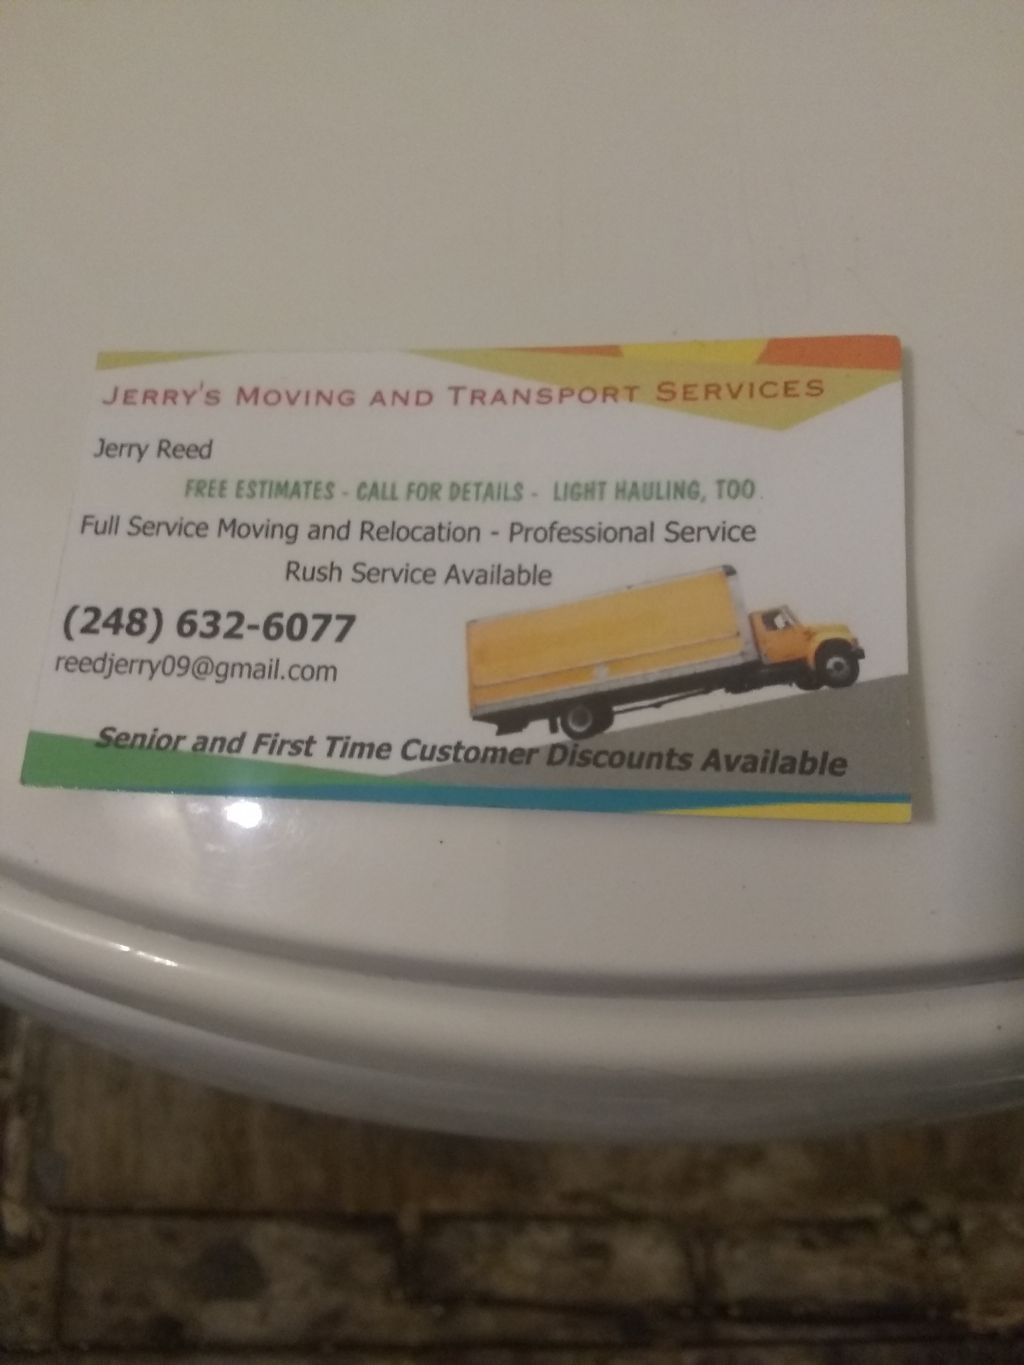 Jerry's Moving and Transport Services
Jerry Reed
FREE ESTIMATES - CALL FOR DETAILS - LIGHT HAULING, TOO
Full Service Moving and Relocation - Professional Service
Rush Service Available
(248) 632-6077
reedjerry09@gmail.com
Senior and First Time Customer Discounts Available